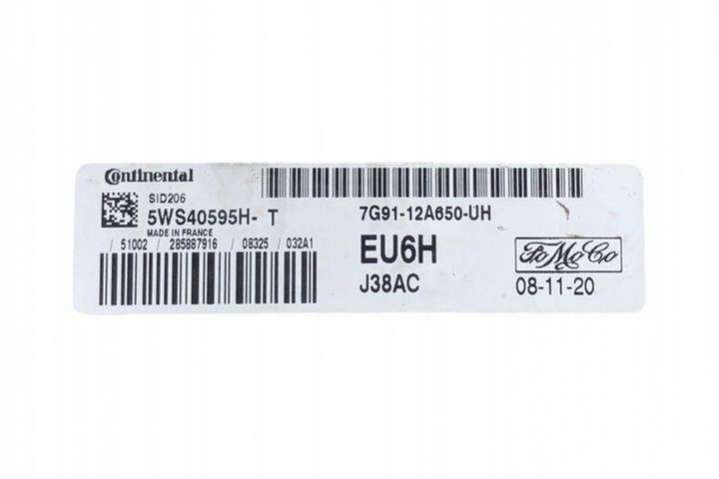 Continental
SID206
5WS40595H- T
MADE IN FRANCE
/ 51002 / 285887916 / 08325 / 032A1
7G91-12A650-UH
EU6H
J38AC
FoMoCo
08-11-20